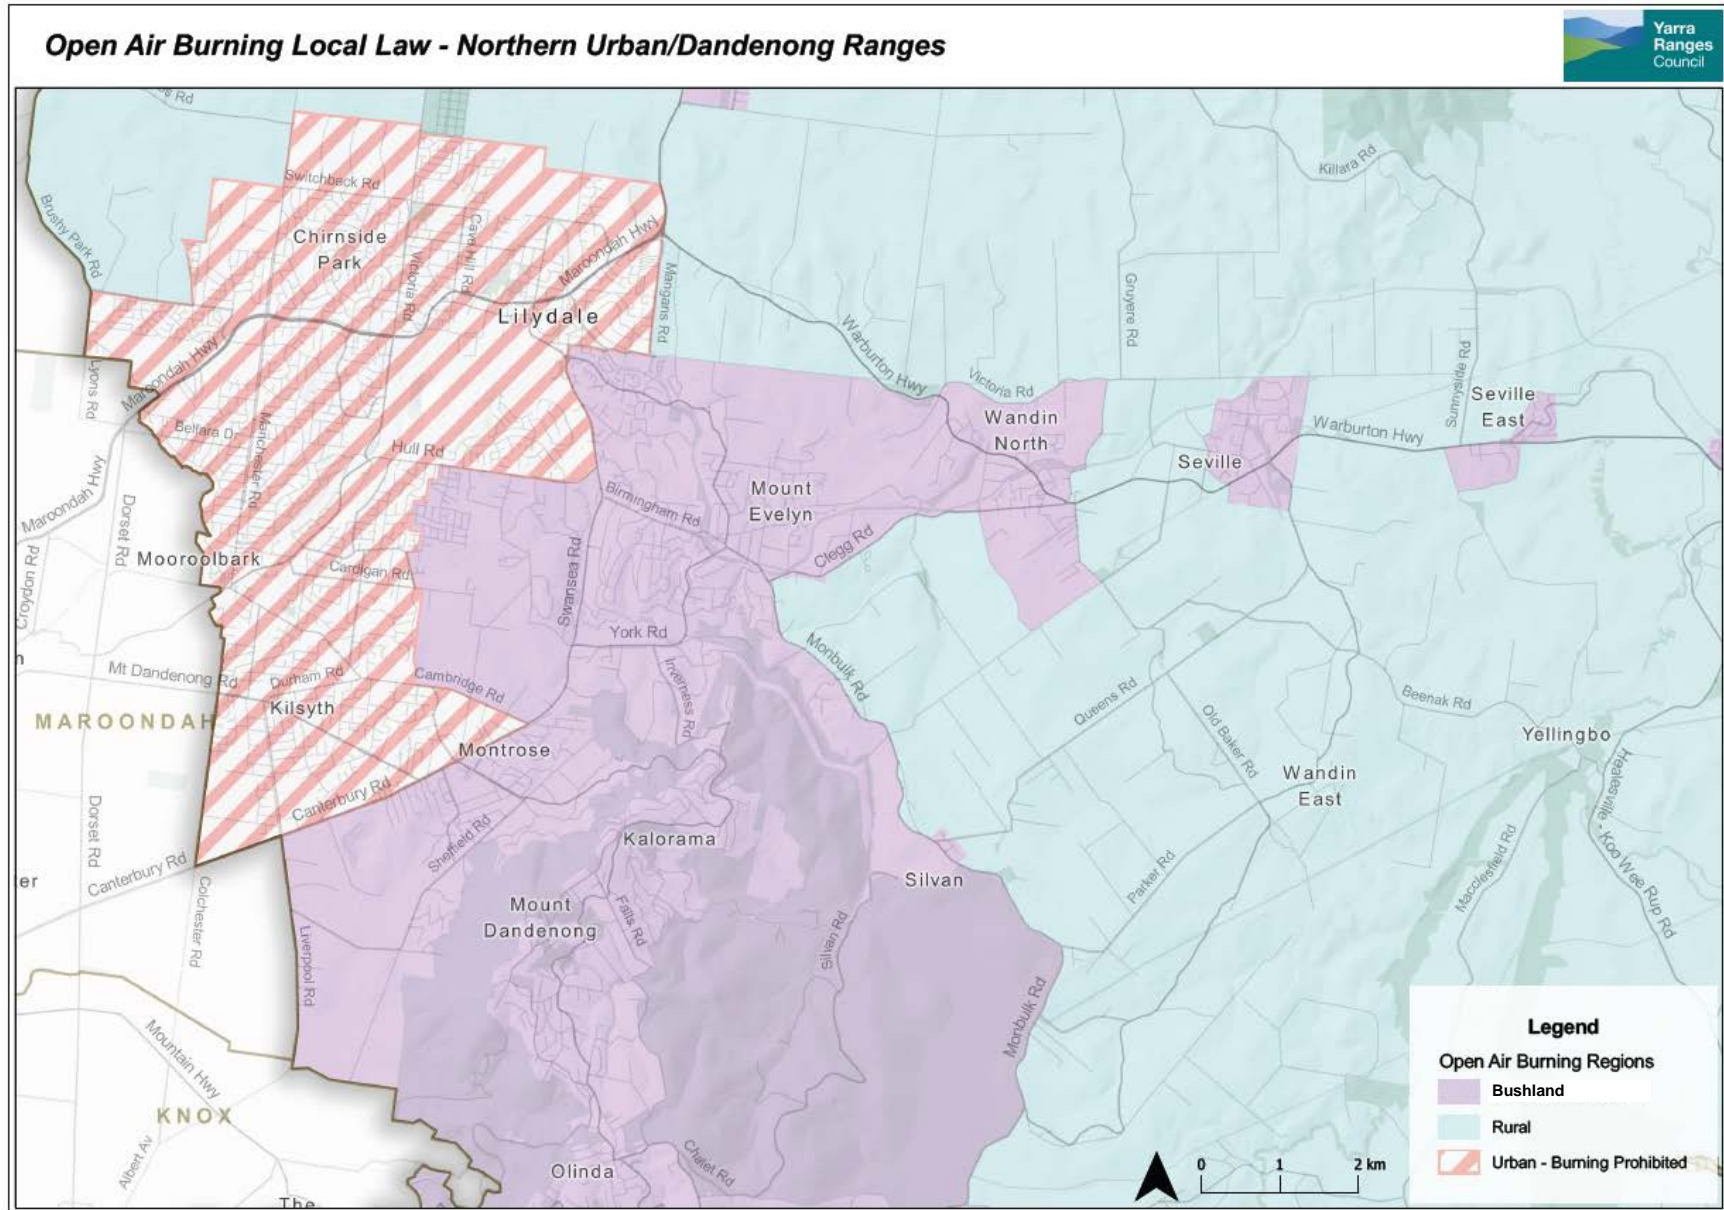 Open Air Burning Local Law - Northern Urban/Dandenong Ranges
Yarra
Ranges
Council
Rd
Killara Rd
Switchback Rd
Brushy Park Rd
Chirnside
Park
Cave Hill Rd
Victoria Rd
Maroondah Hwy
Mangans Rd
Gruyere Rd
Lilydale
Warburton Hwy
Victoria Rd
Sunnyside Rd
Lyons Rd
Maroondah Hwy
Seville
East
Wandin
North
Warburton Hwy
Bellara Dr
Manchester Rd
Hull Rd
Seville
Mount
Evelyn
Birmingham Rd
Maroondah Hwy
Dorset Rd
Clegg Rd
Mooroolbark
Cardigan Rd
Swansea Rd
Croydon Rd
York Rd
n
Mt Dandenong Rd
Durham Rd
Cambridge Rd
Inverness Rd
Monbulk Rd
Queens Rd
Old Baker Rd
Beenak Rd
Kilsyth
MAROONDAH
Montrose
Yellingbo
Wandin
East
Healesville - Koo Wee Rup Rd
Canterbury Rd
Dorset Rd
Sheffield Rd
Kalorama
Macclesfield Rd
Parker Rd
Canterbury Rd
er
Silvan
Colchester Rd
Mount
Dandenong
Falls Rd
Silvan Rd
Liverpool Rd
Monbulk Rd
Mountain Hwy
KNOX
Albert Av
Olinda
Chalet Rd
The
0 1 2 km
Legend
Open Air Burning Regions
Bushland
Rural
Urban - Burning Prohibited